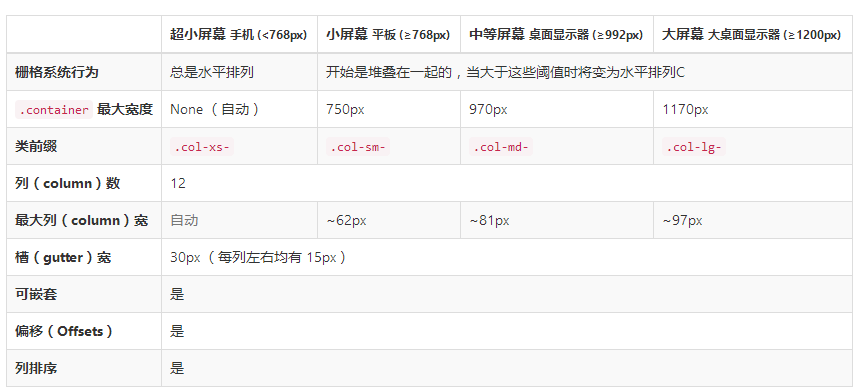 超小屏幕 手机 (<768px) 小屏幕 平板 (≥768px) 中等屏幕 桌面显示器 (≥992px) 大屏幕 大桌面显示器 (≥1200px)
栅格系统行为 总是水平排列 开始是堆叠在一起的，当大于这些阈值时将变为水平排列C
.container 最大宽度 None （自动） 750px 970px 1170px
类前缀 .col-xs- .col-sm- .col-md- .col-lg-
列（column）数 12
最大列（column）宽 自动 ~62px ~81px ~97px
槽（gutter）宽 30px （每列左右均有 15px）
可嵌套 是
偏移（Offsets） 是
列排序 是